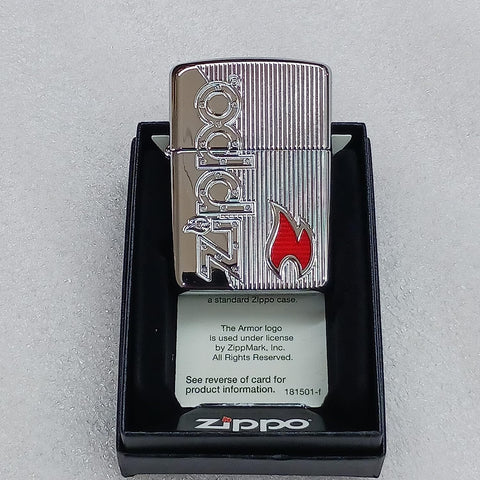 Zippo
a standard Zippo case.
The Armor logo
is used under license
by ZippMark, Inc.
All Rights Reserved.
See reverse of card for
product information. 181501-f
zippo